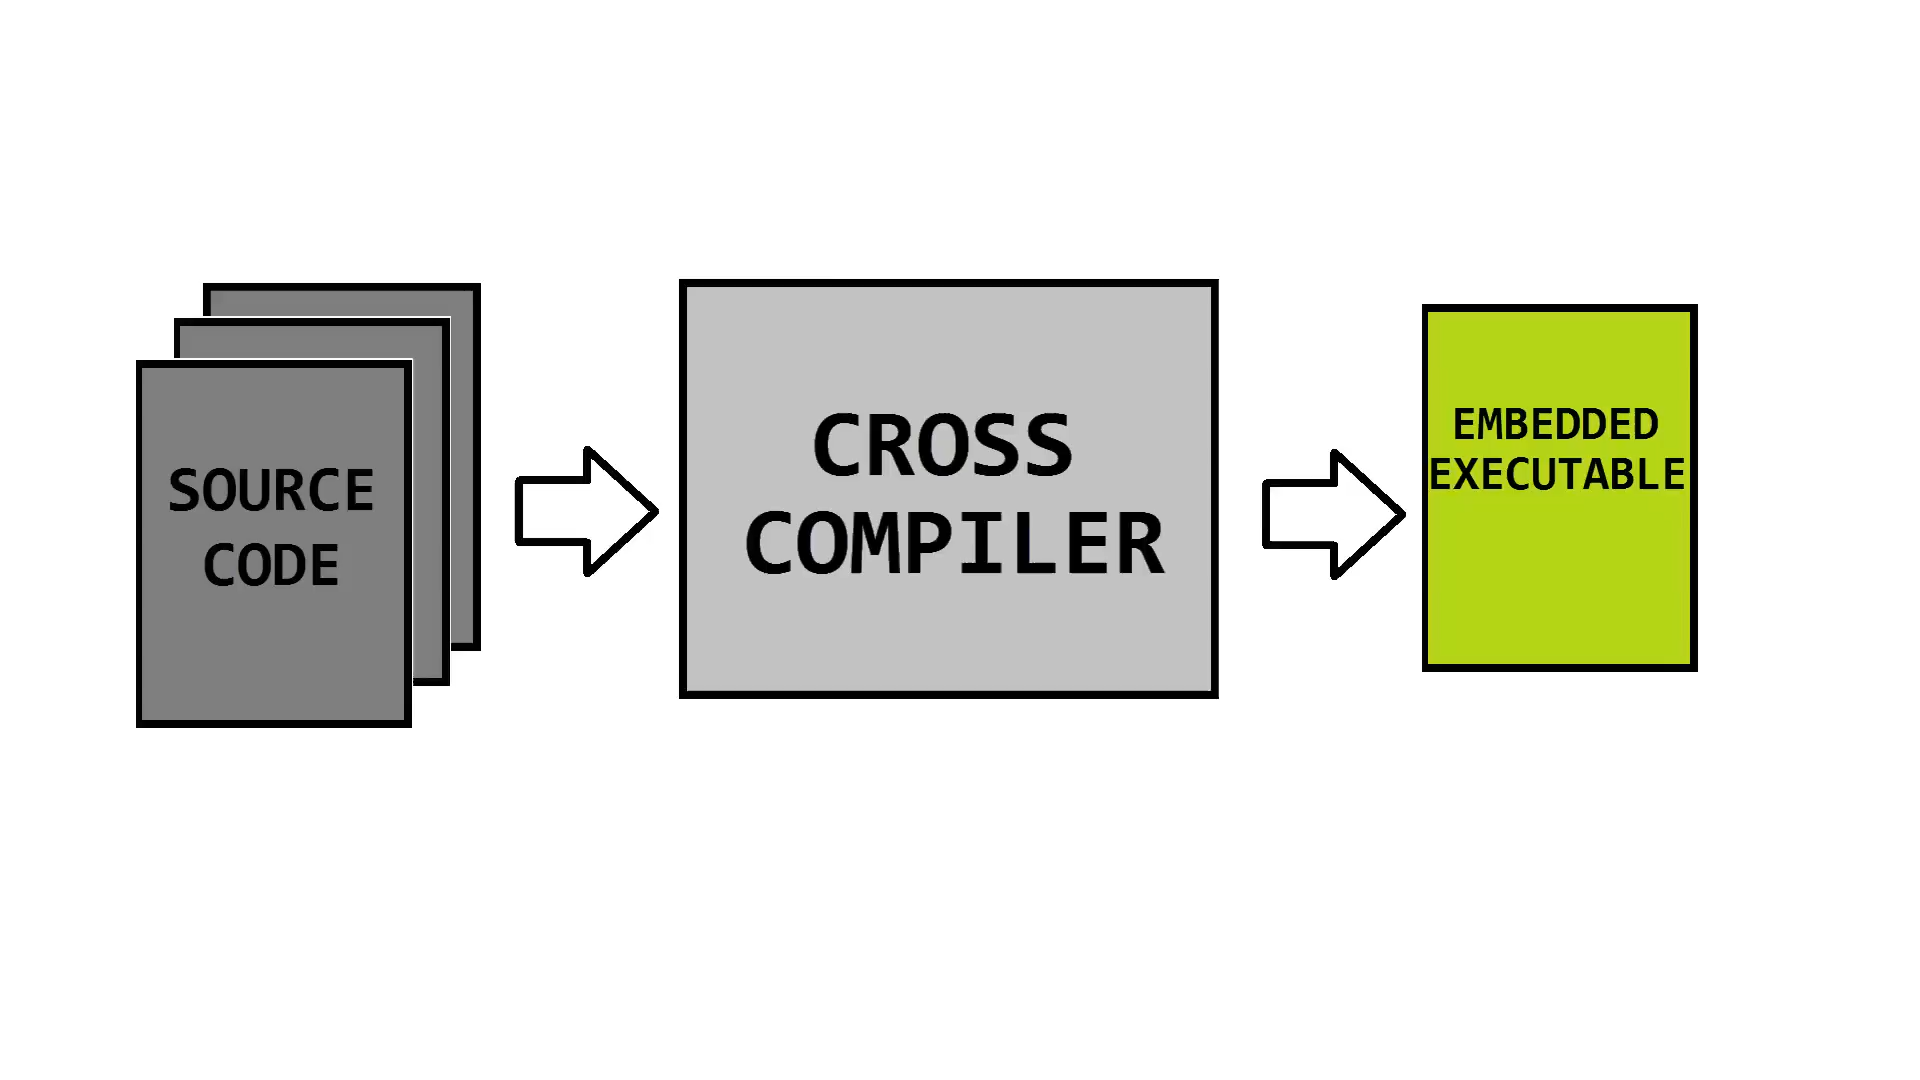 SOURCE
CODE
CROSS
COMPILER
EMBEDDED
EXECUTABLE